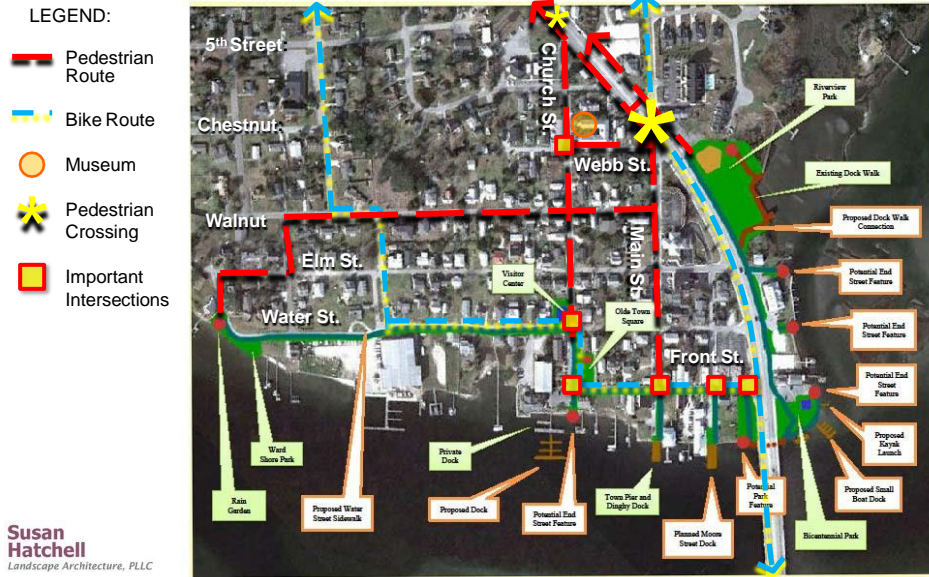 LEGEND:
Pedestrian
Route
Bike Route
Museum
Pedestrian
Crossing
Important
Intersections
5th Street
Chestnut
Walnut
Elm St.
Water St.
Church St.
Webb St.
Main St.
Front St.
Riverview
Park
Existing Dock Walk
Proposed Dock Walk
Connection
Potential End
Street Feature
Potential End
Street Feature
Potential End
Street
Feature
Proposed
Kayak
Launch
Proposed Small
Boat Dock
Bicentennial Park
Potential
Park
Feature
Planned Moore
Street Dock
Town Pier and
Dinghy Dock
Potential End
Street Feature
Proposed Dock
Private
Dock
Proposed Water
Street Sidewalk
Rain
Garden
Ward
Shore Park
Visitor
Center
Olde Town
Square
Susan
Hatchell
Landscape Architecture, PLLC